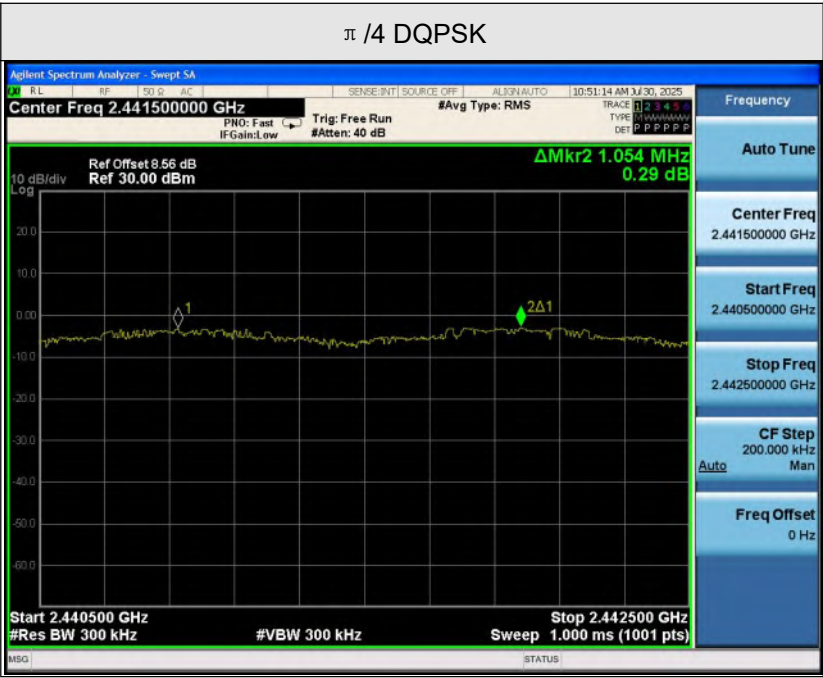 π /4 DQPSK
Agilent Spectrum Analyzer - Swept SA
RL RF 50 Ω AC SENSE:INT SOURCE OFF ALIGN AUTO 10:51:14 AM Jul 30, 2025
Center Freq 2.441500000 GHz #Avg Type: RMS TRACE 1 2 3 4 5 6
PNO: Fast Trig: Free Run TYPE M W W W W W
IFGain:Low #Atten: 40 dB DET P P P P P P
ΔMkr2 1.054 MHz
0.29 dB
Ref Offset 8.56 dB
10 dB/div Ref 30.00 dBm
Log
20.0
10.0
0.00
1
2Δ1
-10.0
-20.0
-30.0
-40.0
-50.0
-60.0
Start 2.440500 GHz Stop 2.442500 GHz
#Res BW 300 kHz #VBW 300 kHz Sweep 1.000 ms (1001 pts)
MSG STATUS
Frequency
Auto Tune
Center Freq
2.441500000 GHz
Start Freq
2.440500000 GHz
Stop Freq
2.442500000 GHz
CF Step
200.000 kHz
Auto Man
Freq Offset
0 Hz